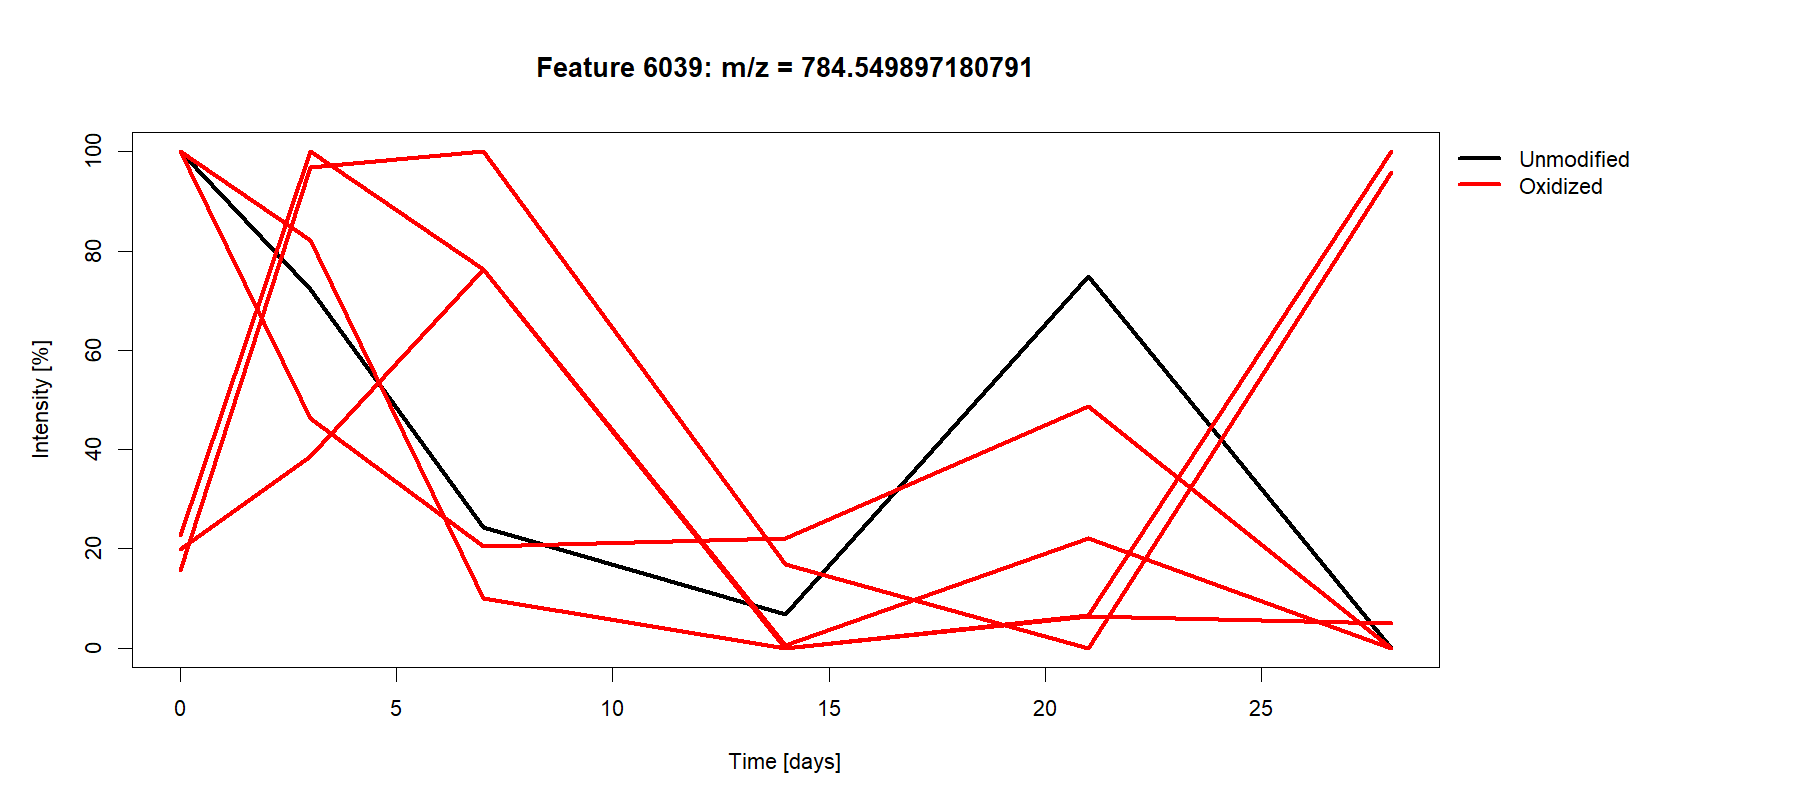 Feature 6039: m/z = 784.549897180791
Unmodified
Oxidized
Intensity [%]
100
80
60
40
20
0
0 5 10 15 20 25
Time [days]